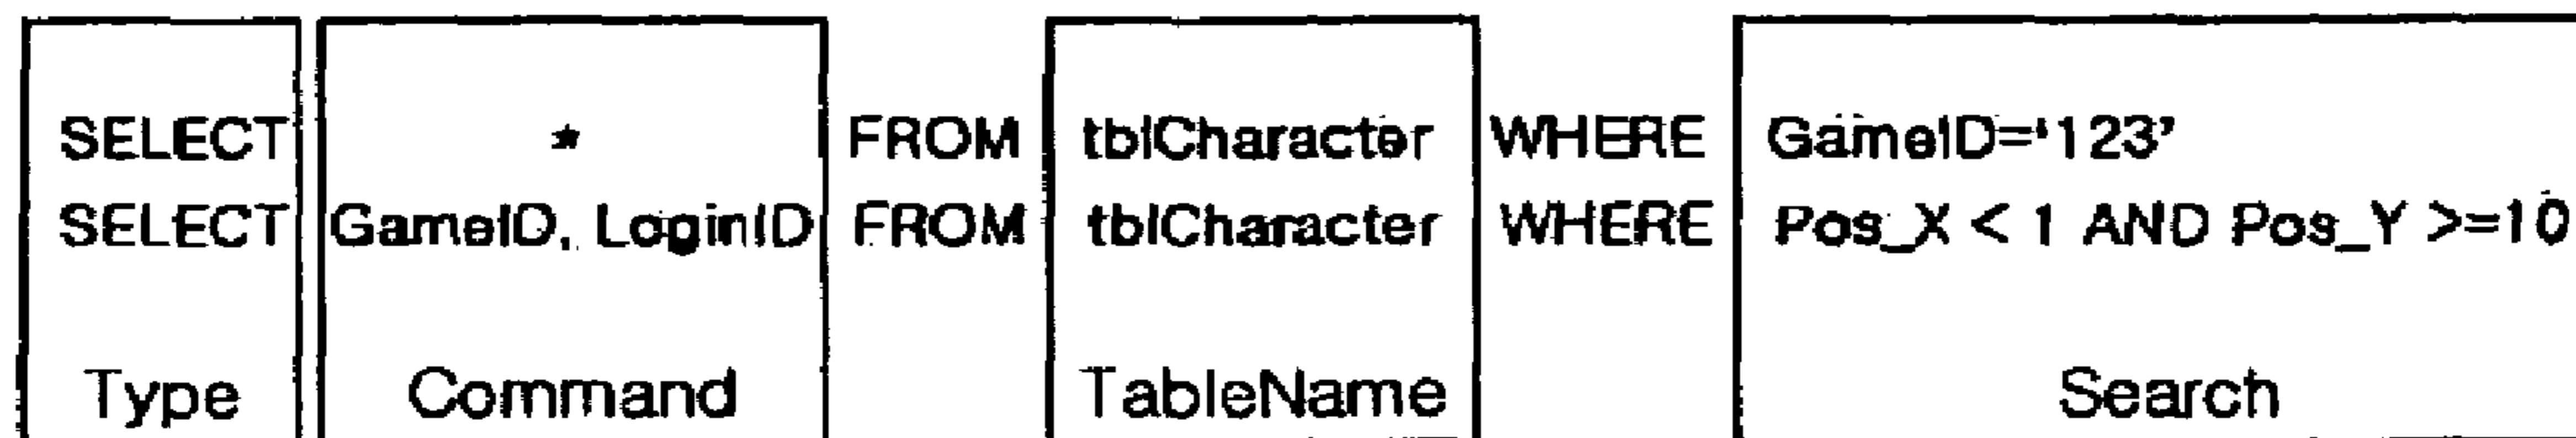 SELECT * FROM tblCharacter WHERE GameID='123'
SELECT GameID, LoginID FROM tblCharacter WHERE Pos_X < 1 AND Pos_Y >=10
Type Command TableName Search